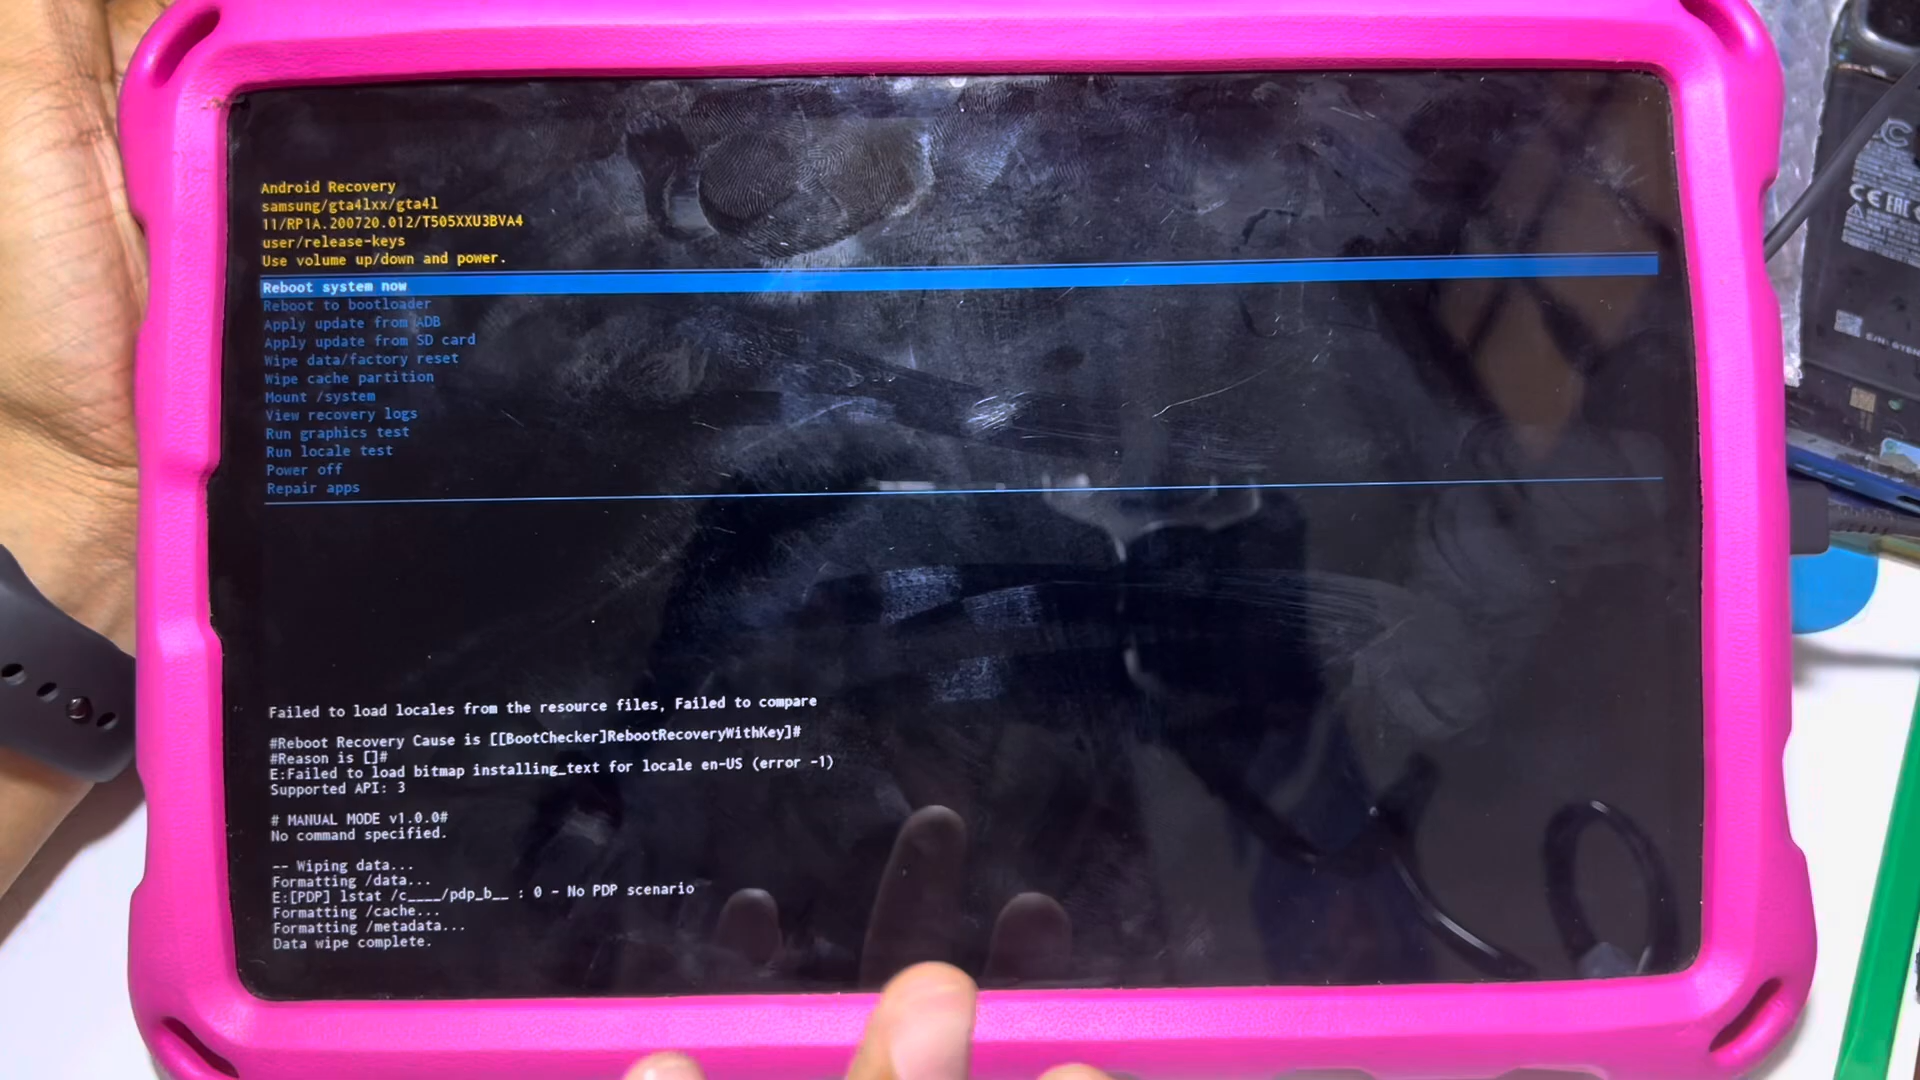 Android Recovery
samsung/gta4lxx/gta4l
11/RP1A.200720.012/T505XXU3BVA4
user/release-keys
Use volume up/down and power.
Reboot system now
Reboot to bootloader
Apply update from ADB
Apply update from SD card
Wipe data/factory reset
Wipe cache partition
Mount /system
View recovery logs
Run graphics test
Run locale test
Power off
Repair apps
Failed to load locales from the resource files, Failed to compare
#Reboot Recovery Cause is [[BootChecker]RebootRecoveryWithKey]#
#Reason is []#
E:Failed to load bitmap installing_text for locale en-US (error -1)
Supported API: 3
# MANUAL MODE v1.0.0#
No command specified.
-- Wiping data...
Formatting /data...
E:[PDP] lstat /c____/pdp_b__ : 0 - No PDP scenario
Formatting /cache...
Formatting /metadata...
Data wipe complete.